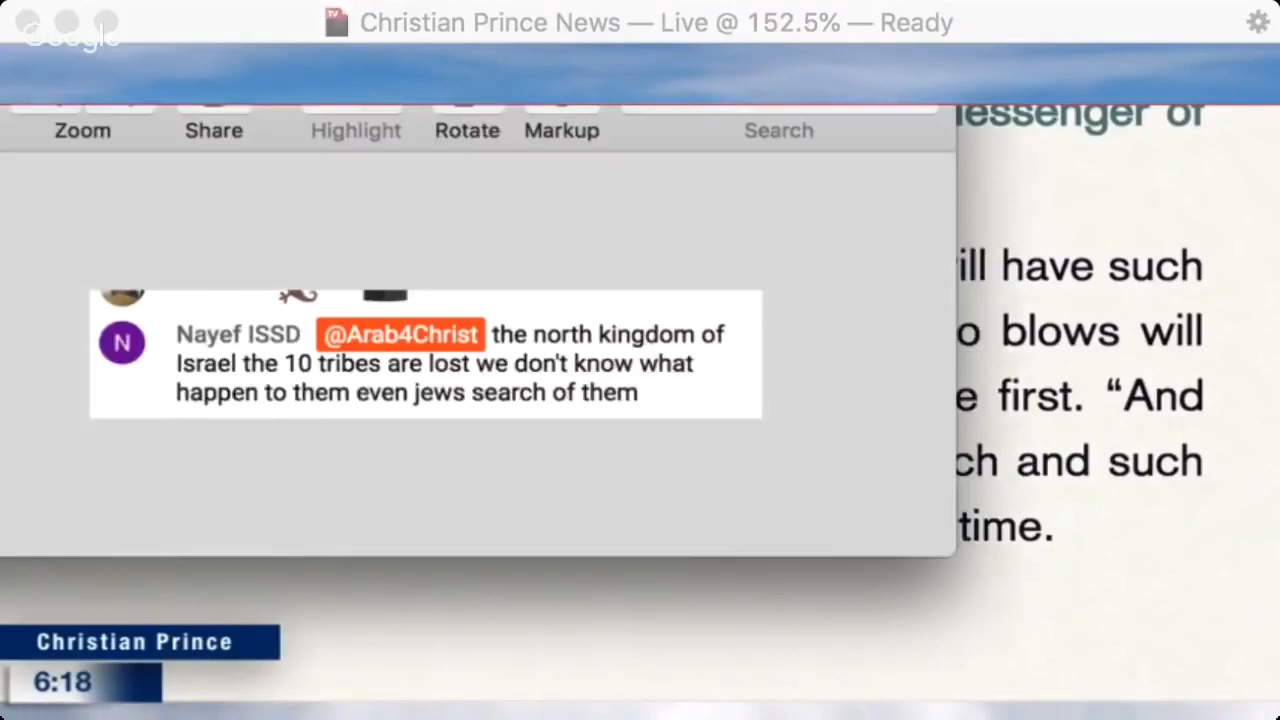 Christian Prince News — Live @ 152.5% — Ready
Google
Zoom Share Highlight Rotate Markup Search
essenger of
ill have such
Nayef ISSD @Arab4Christ the north kingdom of
Israel the 10 tribes are lost we don't know what
happen to them even jews search of them
o blows will
e first. “And
ch and such
time.
Christian Prince
6:18